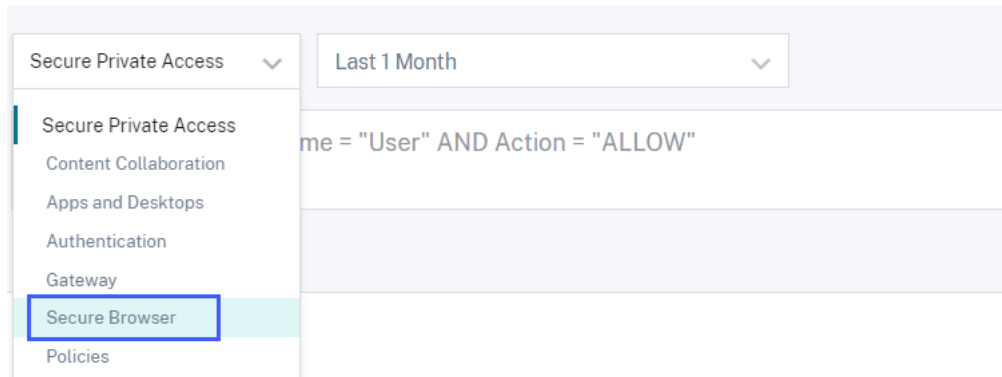 Secure Private Access
Last 1 Month
Secure Private Access
me = "User" AND Action = "ALLOW"
Content Collaboration
Apps and Desktops
Authentication
Gateway
Secure Browser
Policies